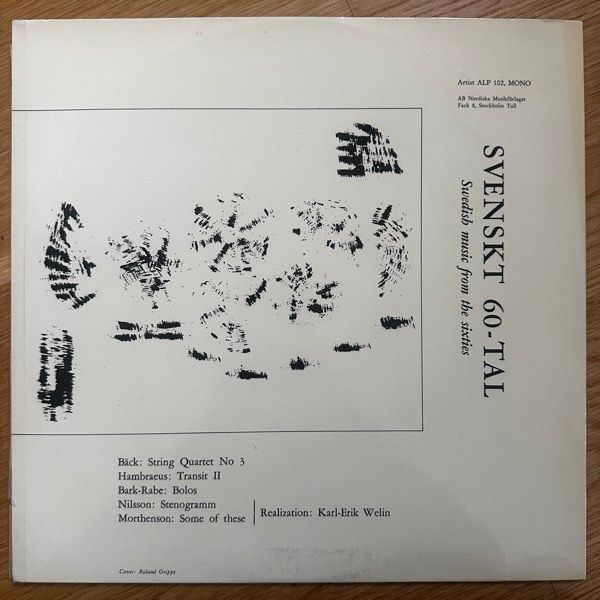 Artist ALP 102, MONO
AB Nordiska Musikförlaget
Fack 8, Stockholm Tull
SVENSKT 60-TAL
Swedish music from the sixties
Bäck: String Quartet No 3
Hambraeus: Transit II
Bark-Rabe: Bolos
Nilsson: Stenogramm
Morthenson: Some of these
Realization: Karl-Erik Welin
Cover: Roland Grippe